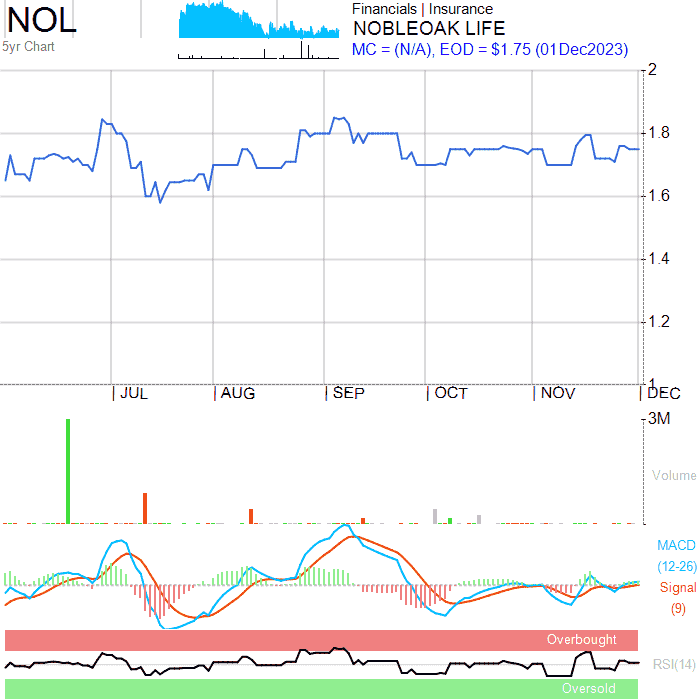 NOL
5yr Chart
Financials | Insurance
NOBLEOAK LIFE
MC = (N/A), EOD = $1.75 (01Dec2023)
2
1.8
1.6
1.4
1.2
1
JUL AUG SEP OCT NOV DEC
3M
Volume
MACD
(12-26)
Signal
(9)
Overbought
RSI(14)
Oversold